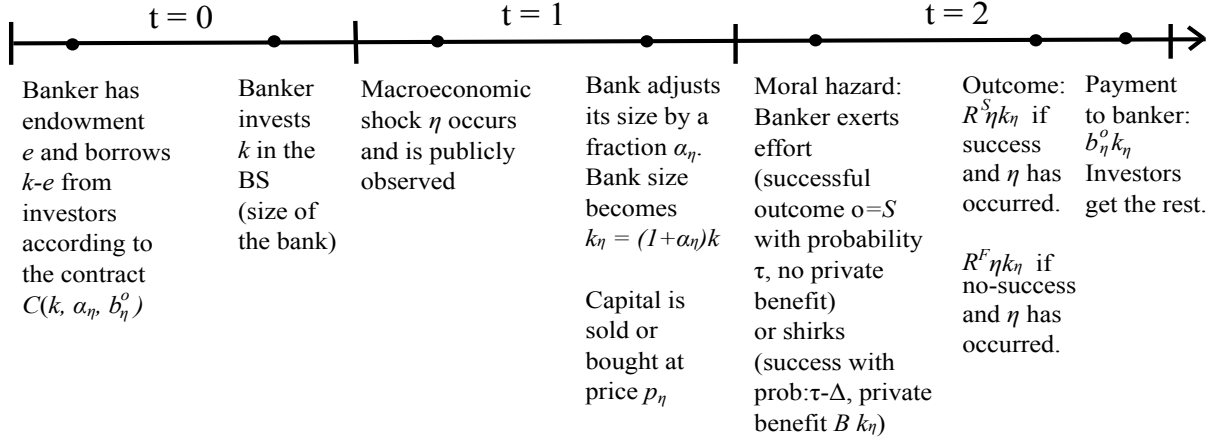 t = 0
t = 1
t = 2
Banker has
endowment
e and borrows
k-e from
investors
according to
the contract
C(k, αη, bηᵒ)
Banker
invests
k in the
BS
(size of
the bank)
Macroeconomic
shock η occurs
and is publicly
observed
Bank adjusts
its size by a
fraction αη.
Bank size
becomes
kη = (1+αη)k
Capital is
sold or
bought at
price pη
Moral hazard:
Banker exerts
effort
(successful
outcome o=S
with probability
τ, no private
benefit)
or shirks
(success with
prob:τ-Δ, private
benefit B kη)
Outcome:
Rˢηkη if
success
and η has
occurred.
Rᶠηkη if
no-success
and η has
occurred.
Payment
to banker:
bηᵒkη
Investors
get the rest.